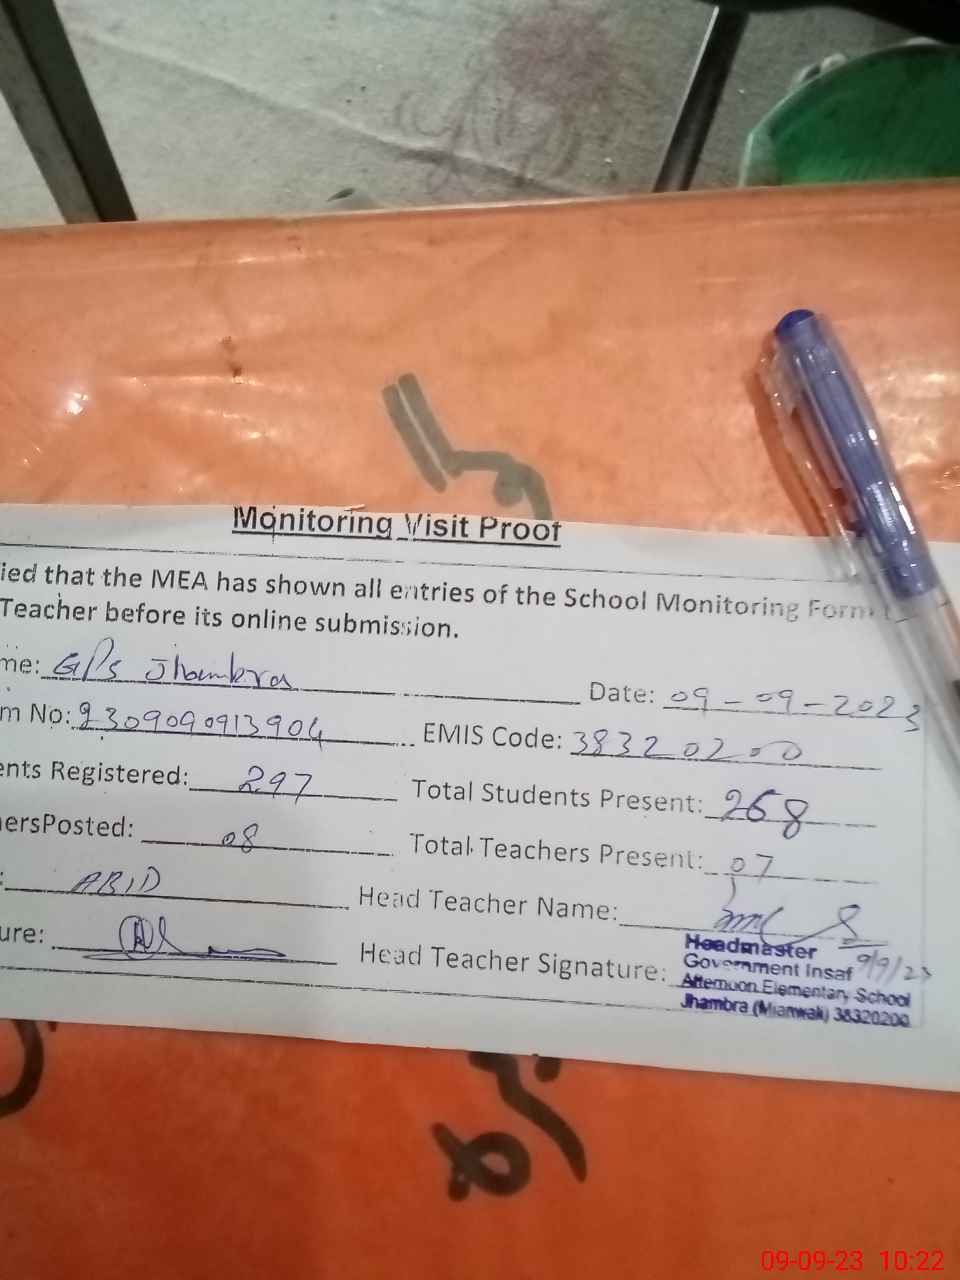 Monitoring Visit Proof
ied that the MEA has shown all entries of the School Monitoring Form t
Teacher before its online submission.
me: GPS Jhambra Date: 09-09-2023
m No: 2309090913904 EMIS Code: 38320200
ents Registered: 297 Total Students Present: 268
ersPosted: 08 Total Teachers Present: 07
: ABID Head Teacher Name:
ure: Head Teacher Signature:
Headmaster
Government Insaf 9/9/23
Afternoon Elementary School
Jhambra (Mianwali) 38320200
09-09-23 10:22